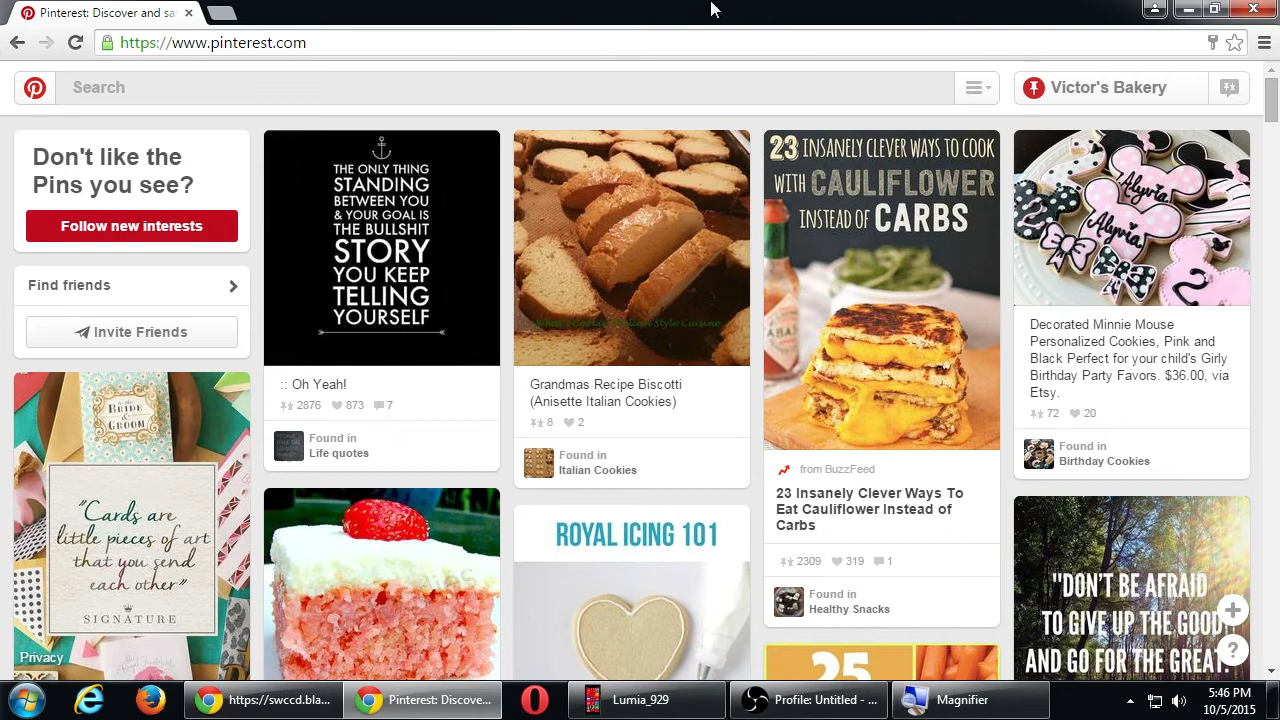 Pinterest: Discover and sa
https://www.pinterest.com
Search
Victor's Bakery
Don't like the
Pins you see?
Follow new interests
Find friends
Invite Friends
to the
BRIDE
&
GROOM
"Cards are
little pieces of art
that you send
each other"
SIGNATURE
Privacy
THE ONLY THING
STANDING
BETWEEN YOU
& YOUR GOAL IS
THE BULLSHIT
STORY
YOU KEEP
TELLING
YOURSELF
:: Oh Yeah!
2876 873 7
Found in
Life quotes
Grandmas Recipe Biscotti
(Anisette Italian Cookies)
8 2
Found in
Italian Cookies
ROYAL ICING 101
23 INSANELY CLEVER WAYS TO COOK
WITH CAULIFLOWER
INSTEAD OF CARBS
from BuzzFeed
23 Insanely Clever Ways To
Eat Cauliflower Instead of
Carbs
2309 319 1
Found in
Healthy Snacks
25
Alyria
Alyria
Decorated Minnie Mouse
Personalized Cookies, Pink and
Black Perfect for your child's Girly
Birthday Party Favors. $36.00, via
Etsy.
72 20
Found in
Birthday Cookies
"DON'T BE AFRAID
TO GIVE UP THE GOOD
AND GO FOR THE GREAT.
+
?
https://swccd.bla...
Pinterest: Discove...
Lumia_929
Profile: Untitled - ...
Magnifier
5:46 PM
10/5/2015